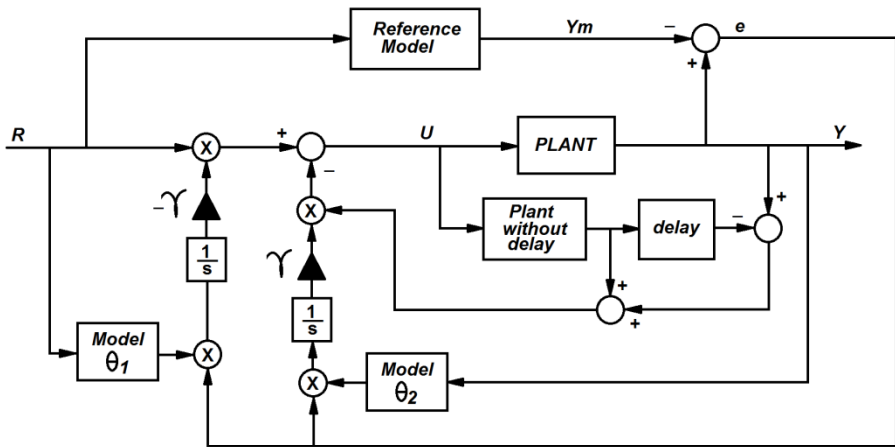 Reference
Model
Ym
−
e
+
R
X
+
U
PLANT
Y
−
−γ
X
Plant
without
delay
delay
−
+
1
s
γ
+
+
1
s
Model
θ1
X
X
Model
θ2